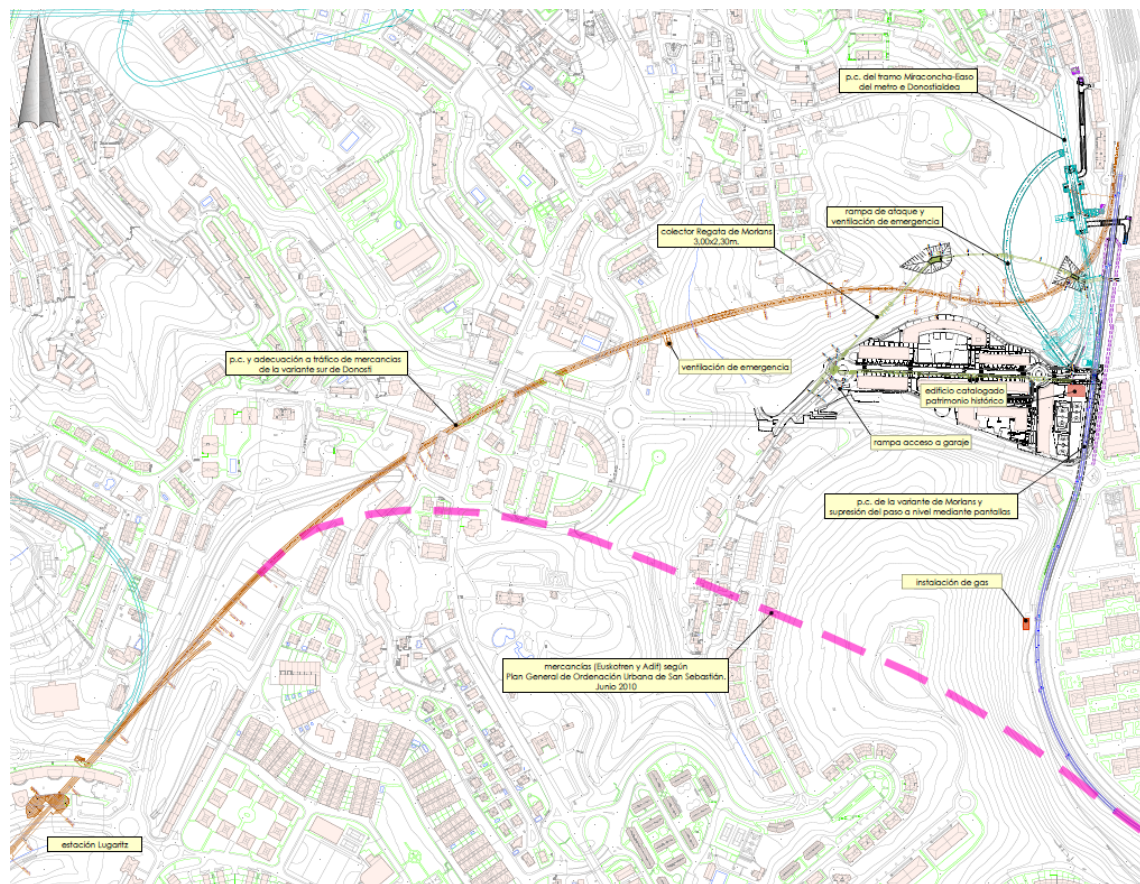 p.c. del tramo Miraconcha-Easo
del metro e Donostialdea
rampa de ataque y
ventilación de emergencia
colector Regata de Morlans
3,00x2,30m.
p.c. y adecuación a tráfico de mercancias
de la variante sur de Donosti
ventilación de emergencia
edificio catalogado
patrimonio histórico
rampa acceso a garaje
p.c. de la variante de Morlans y
supresión del paso a nivel mediante pantallas
instalación de gas
mercancías (Euskotren y Adif) según
Plan General de Ordenación Urbana de San Sebastián.
Junio 2010
estación Lugaritz